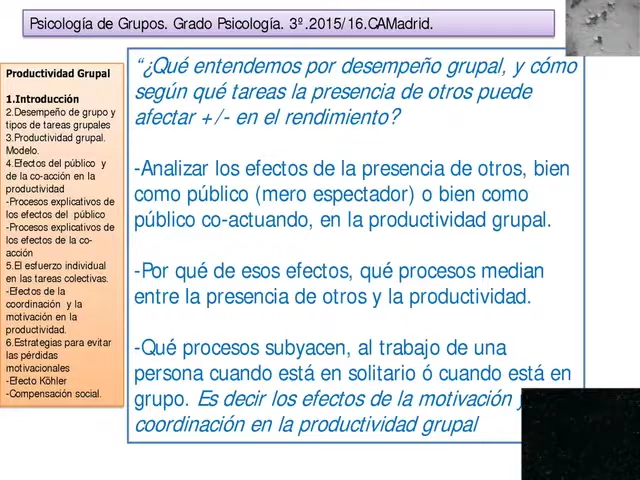 Psicología de Grupos. Grado Psicología. 3º.2015/16.CAMadrid.
Productividad Grupal
1.Introducción
2.Desempeño de grupo y
tipos de tareas grupales
3.Productividad grupal.
Modelo.
4.Efectos del público y
de la co-acción en la
productividad
-Procesos explicativos de
los efectos del público
-Procesos explicativos de
los efectos de la co-
acción
5.El esfuerzo individual
en las tareas colectivas.
-Efectos de la
coordinación y la
motivación en la
productividad.
6.Estrategias para evitar
las pérdidas
motivacionales
-Efecto Köhler
-Compensación social.
“¿Qué entendemos por desempeño grupal, y cómo
según qué tareas la presencia de otros puede
afectar +/- en el rendimiento?
-Analizar los efectos de la presencia de otros, bien
como público (mero espectador) o bien como
público co-actuando, en la productividad grupal.
-Por qué de esos efectos, qué procesos median
entre la presencia de otros y la productividad.
-Qué procesos subyacen, al trabajo de una
persona cuando está en solitario ó cuando está en
grupo. Es decir los efectos de la motivación y
coordinación en la productividad grupal